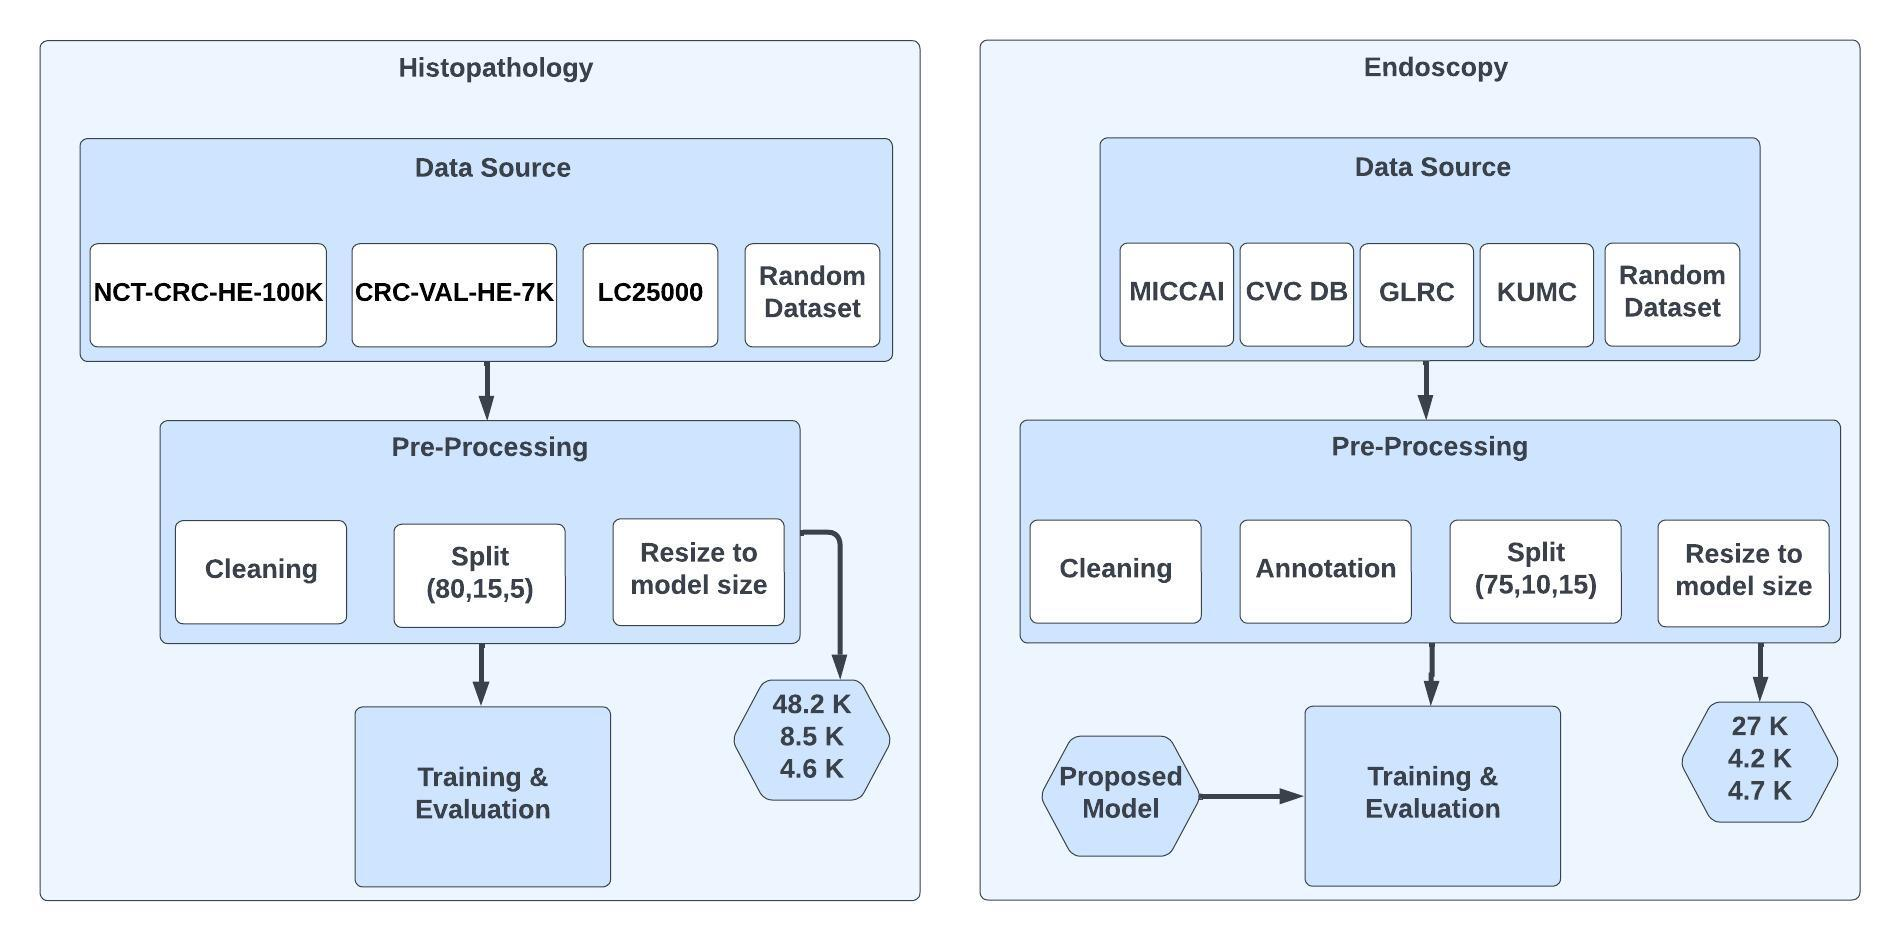 Histopathology
Data Source
NCT-CRC-HE-100K
CRC-VAL-HE-7K
LC25000
Random
Dataset
Pre-Processing
Cleaning
Split
(80,15,5)
Resize to
model size
48.2 K
8.5 K
4.6 K
Training &
Evaluation
Endoscopy
Data Source
MICCAI
CVC DB
GLRC
KUMC
Random
Dataset
Pre-Processing
Cleaning
Annotation
Split
(75,10,15)
Resize to
model size
27 K
4.2 K
4.7 K
Proposed
Model
Training &
Evaluation